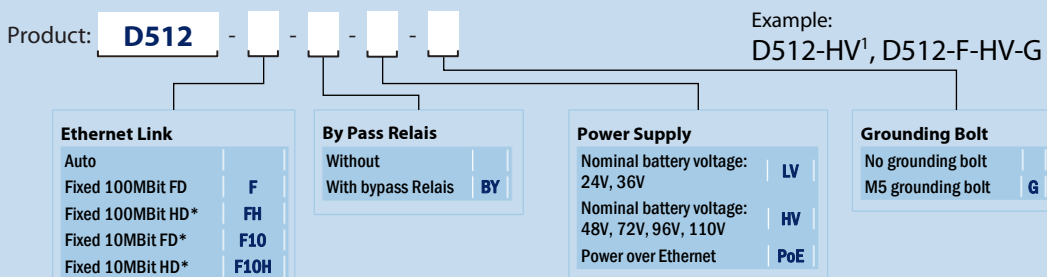 Product: D512 - - - -
Example:
D512-HV¹, D512-F-HV-G
Ethernet Link
Auto
Fixed 100MBit FD F
Fixed 100MBit HD* FH
Fixed 10MBit FD* F10
Fixed 10MBit HD* F10H
By Pass Relais
Without
With bypass Relais BY
Power Supply
Nominal battery voltage:
24V, 36V LV
Nominal battery voltage:
48V, 72V, 96V, 110V HV
Power over Ethernet PoE
Grounding Bolt
No grounding bolt
M5 grounding bolt G